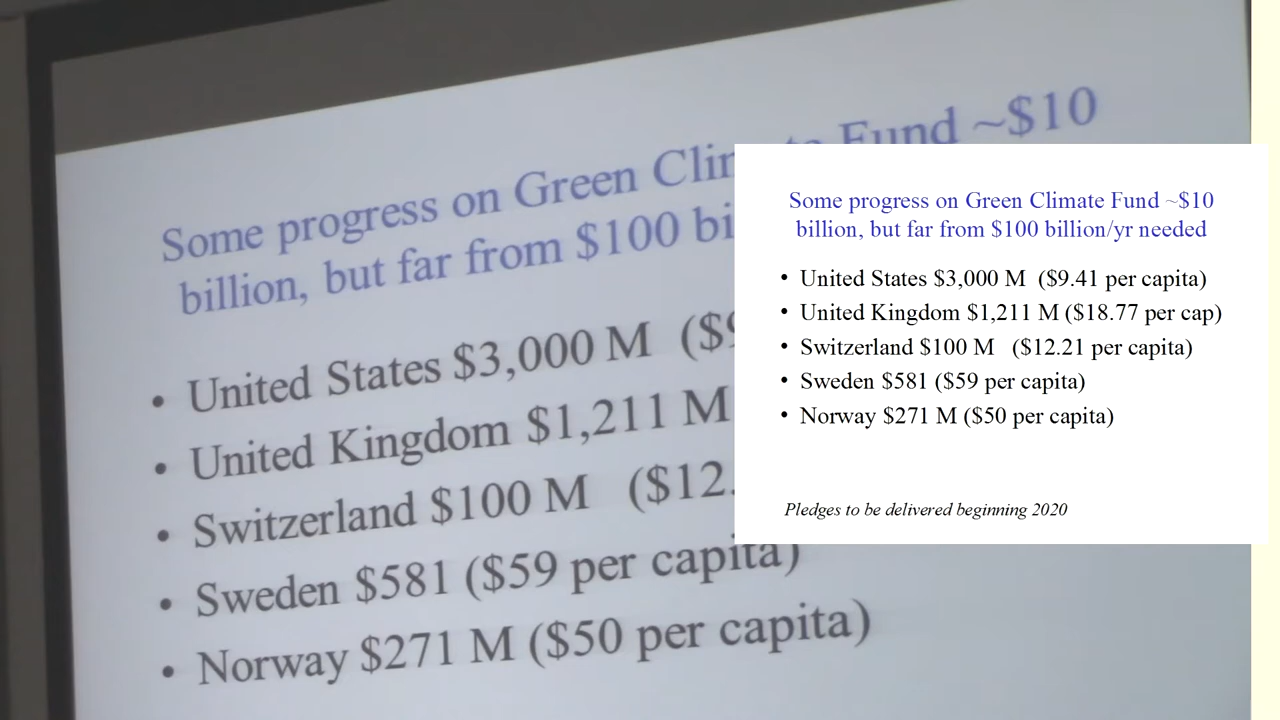 Some progress on Green Clim
Fund ~$10
billion, but far from $100 bi
• United States $3,000 M ($9
• United Kingdom $1,211 M
• Switzerland $100 M ($12.
• Sweden $581 ($59 per capita)
• Norway $271 M ($50 per capita)
Some progress on Green Climate Fund ~$10
billion, but far from $100 billion/yr needed
• United States $3,000 M ($9.41 per capita)
• United Kingdom $1,211 M ($18.77 per cap)
• Switzerland $100 M ($12.21 per capita)
• Sweden $581 ($59 per capita)
• Norway $271 M ($50 per capita)
Pledges to be delivered beginning 2020